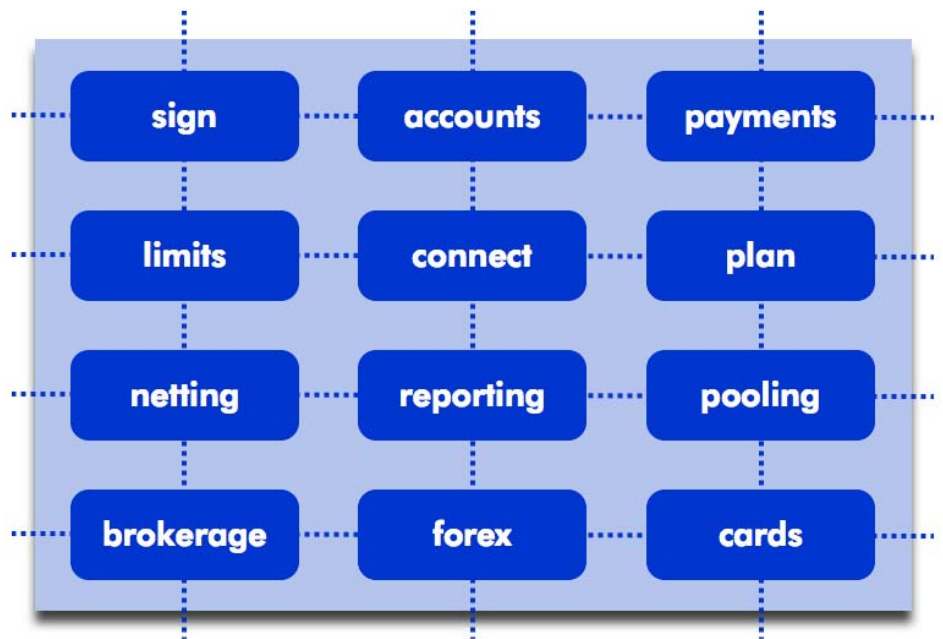 sign
accounts
payments
limits
connect
plan
netting
reporting
pooling
brokerage
forex
cards